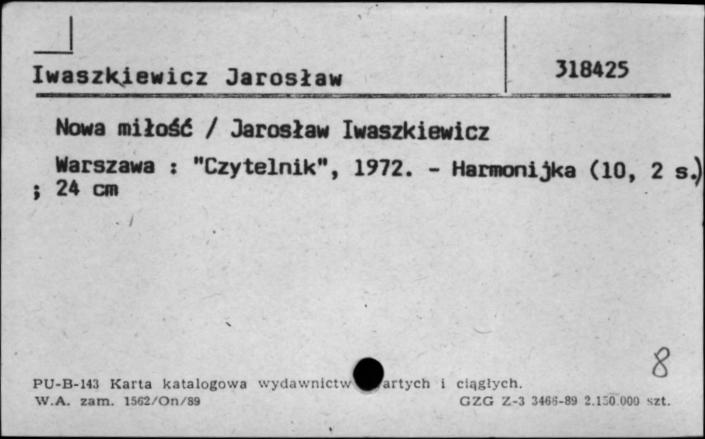 318425
Iwaszkiewicz Jarosław
Nowa miłość / Jarosław Iwaszkiewicz
Warszawa : "Czytelnik", 1972. - Harmonijka (10, 2 s.)
; 24 cm
8
PU-B-143 Karta katalogowa wydawnictw artych i ciągłych.
W.A. zam. 1562/On/89 GZG Z-3 3466-89 2.150 000 szt.